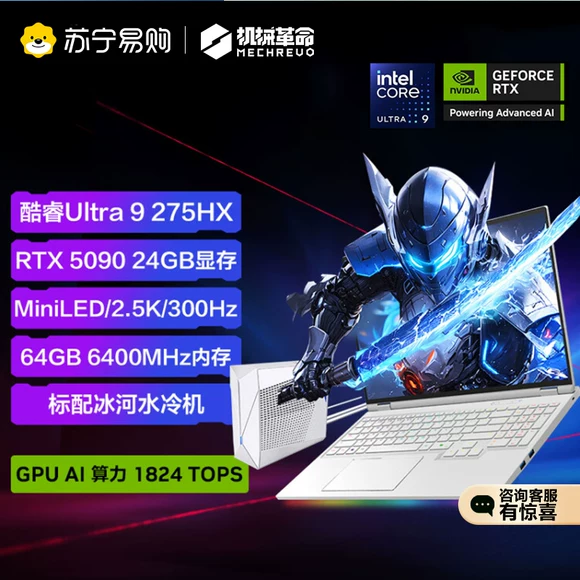 苏宁易购
机械革命
MECHREVO
intel
CORE
ULTRA 9
NVIDIA
GEFORCE
RTX
Powering Advanced AI
酷睿Ultra 9 275HX
RTX 5090 24GB显存
MiniLED/2.5K/300Hz
64GB 6400MHz内存
标配冰河水冷机
GPU AI 算力 1824 TOPS
咨询客服
有惊喜